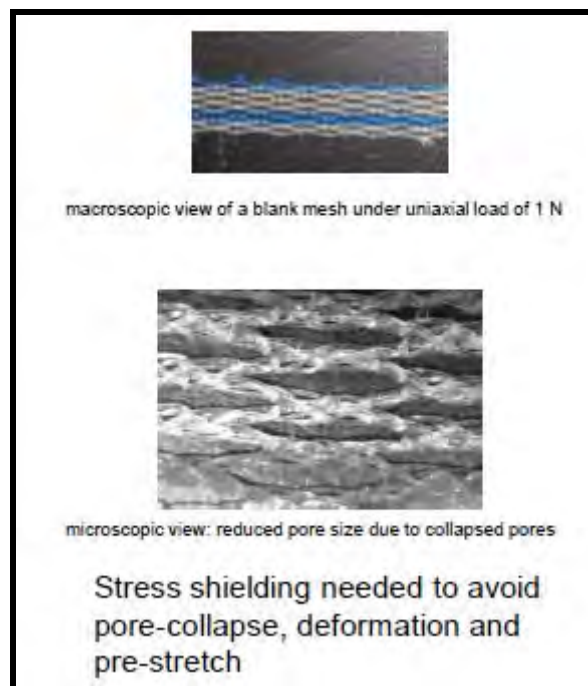 macroscopic view of a blank mesh under uniaxial load of 1 N
microscopic view: reduced pore size due to collapsed pores
Stress shielding needed to avoid
pore-collapse, deformation and
pre-stretch